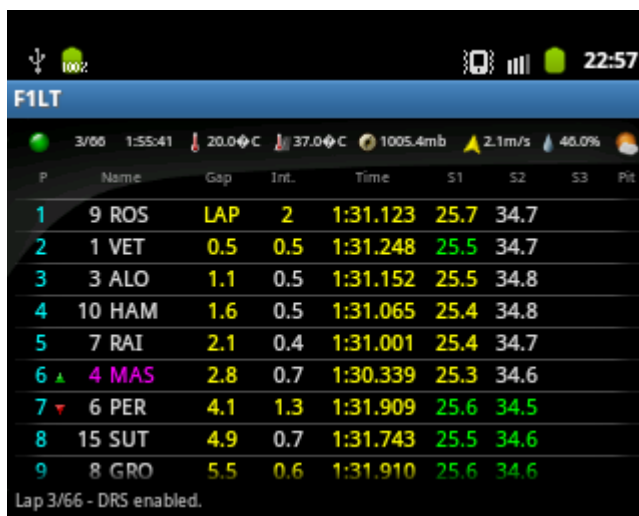 100% 22:57
F1LT
3/66 1:55:41 20.0�C 37.0�C 1005.4mb 2.1m/s 46.0%
P Name Gap Int. Time S1 S2 S3 Pit
1 9 ROS LAP 2 1:31.123 25.7 34.7
2 1 VET 0.5 0.5 1:31.248 25.5 34.7
3 3 ALO 1.1 0.5 1:31.152 25.5 34.8
4 10 HAM 1.6 0.5 1:31.065 25.4 34.8
5 7 RAI 2.1 0.4 1:31.001 25.4 34.7
6 4 MAS 2.8 0.7 1:30.339 25.3 34.6
7 6 PER 4.1 1.3 1:31.909 25.6 34.5
8 15 SUT 4.9 0.7 1:31.743 25.5 34.6
9 8 GRO 5.5 0.6 1:31.910 25.6 34.6
Lap 3/66 - DRS enabled.